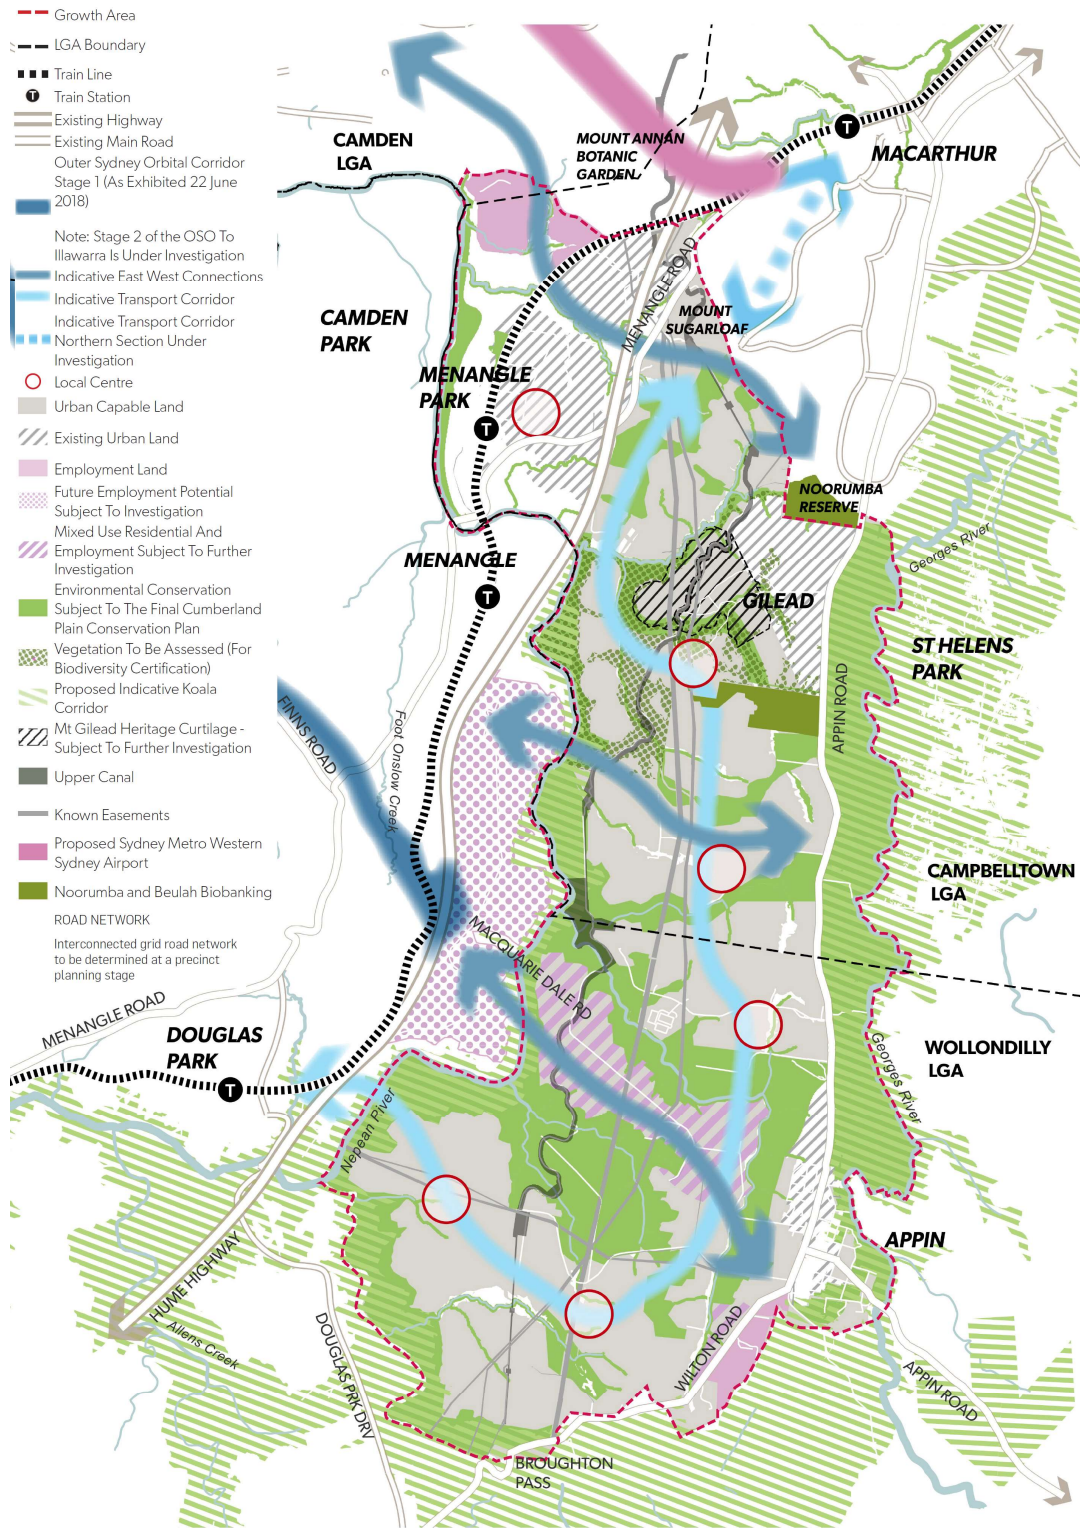 Growth Area
LGA Boundary
Train Line
T
Train Station
Existing Highway
Existing Main Road
Outer Sydney Orbital Corridor
Stage 1 (As Exhibited 22 June
2018)
Note: Stage 2 of the OSO To
Illawarra Is Under Investigation
Indicative East West Connections
Indicative Transport Corridor
Indicative Transport Corridor
Northern Section Under
Investigation
Local Centre
Urban Capable Land
Existing Urban Land
Employment Land
Future Employment Potential
Subject To Investigation
Mixed Use Residential And
Employment Subject To Further
Investigation
Environmental Conservation
Subject To The Final Cumberland
Plain Conservation Plan
Vegetation To Be Assessed (For
Biodiversity Certification)
Proposed Indicative Koala
Corridor
Mt Gilead Heritage Curtilage -
Subject To Further Investigation
Upper Canal
Known Easements
Proposed Sydney Metro Western
Sydney Airport
Noorumba and Beulah Biobanking
ROAD NETWORK
Interconnected grid road network
to be determined at a precinct
planning stage
CAMDEN
LGA
MOUNT ANNAN
BOTANIC
GARDEN
T
MACARTHUR
MENANGLE ROAD
MOUNT
SUGARLOAF
CAMDEN
PARK
MENANGLE
PARK
T
NOORUMBA
RESERVE
Georges River
MENANGLE
T
GILEAD
ST HELENS
PARK
APPIN ROAD
FINNS ROAD
Foot Onslow Creek
CAMPBELLTOWN
LGA
MACQUARIE DALE RD
MENANGLE ROAD
DOUGLAS
PARK
T
WOLLONDILLY
LGA
Georges River
Nepean River
APPIN
HUME HIGHWAY
Allens Creek
DOUGLAS PRK DRV
WILTON ROAD
APPIN ROAD
BROUGHTON
PASS